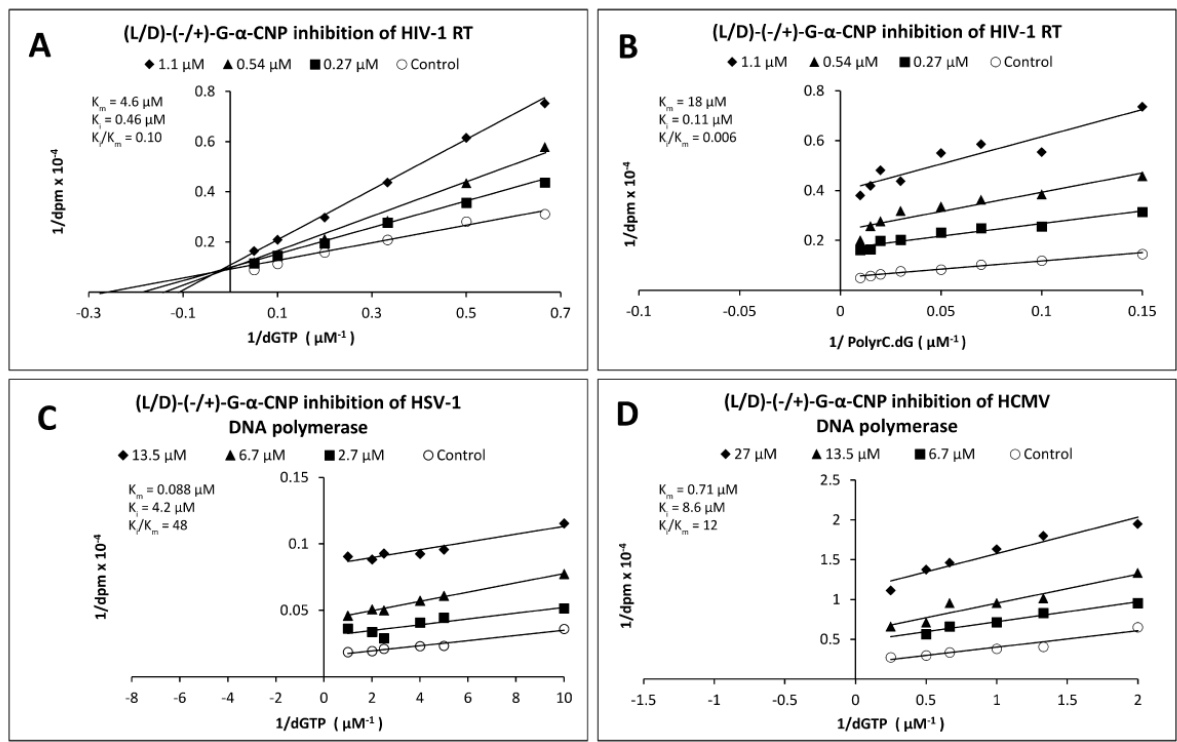 A
(L/D)-(-/+)-G-α-CNP inhibition of HIV-1 RT
◆ 1.1 µM ▲ 0.54 µM ■ 0.27 µM ○ Control
Km = 4.6 µM
Ki = 0.46µM
Ki/Km = 0.10
1/dpm x 10-4
0.8
0.6
0.4
0.2
-0.3 -0.1 0.1 0.3 0.5 0.7
1/dGTP ( µM-1)
B
(L/D)-(-/+)-G-α-CNP inhibition of HIV-1 RT
◆ 1.1 µM ▲ 0.54 µM ■ 0.27 µM ○ Control
Km = 18 µM
Ki = 0.11µM
Ki/Km = 0.006
1/dpm x 10-4
0.8
0.6
0.4
0.2
-0.1 -0.05 0 0.05 0.1 0.15
1/ PolyrC.dG ( µM-1)
C
(L/D)-(-/+)-G-α-CNP inhibition of HSV-1
DNA polymerase
◆ 13.5 µM ▲ 6.7 µM ■ 2.7 µM ○ Control
Km = 0.088 µM
Ki = 4.2 µM
Ki/Km = 48
1/dpm x 10-4
0.15
0.1
0.05
-8 -6 -4 -2 0 2 4 6 8 10
1/dGTP ( µM-1)
D
(L/D)-(-/+)-G-α-CNP inhibition of HCMV
DNA polymerase
◆ 27 µM ▲ 13.5 µM ■ 6.7 µM ○ Control
Km = 0.71 µM
Ki = 8.6 µM
Ki/Km = 12
1/dpm x 10-4
2.5
2
1.5
1
0.5
-1.5 -1 -0.5 0 0.5 1 1.5 2
1/dGTP ( µM-1)